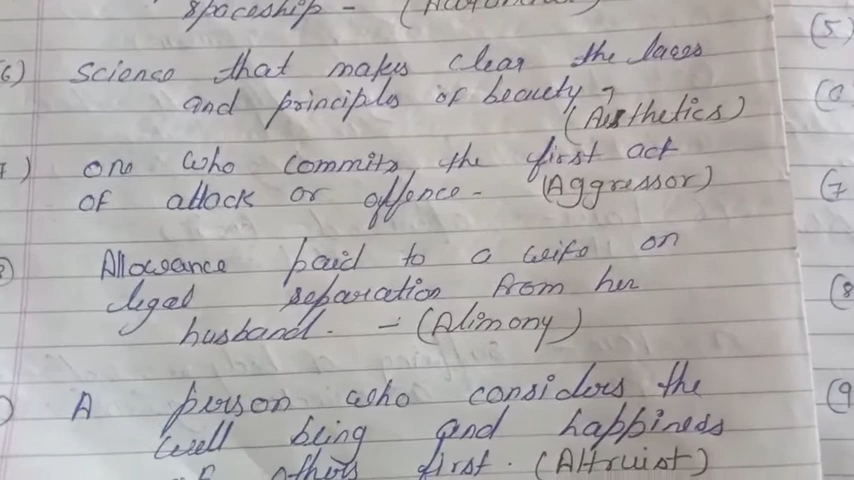 spaceship -
6) Science that makes clear the laws
and principles of beauty -
(Aesthetics)
7) one who commits the first act
of attack or offence - (Aggressor)
Allowance paid to a wife on
legal separation from her
husband. - (Alimony)
A person who considers the
well being and happiness
of others first. (Altruist)
(5)
(7
(8
(9